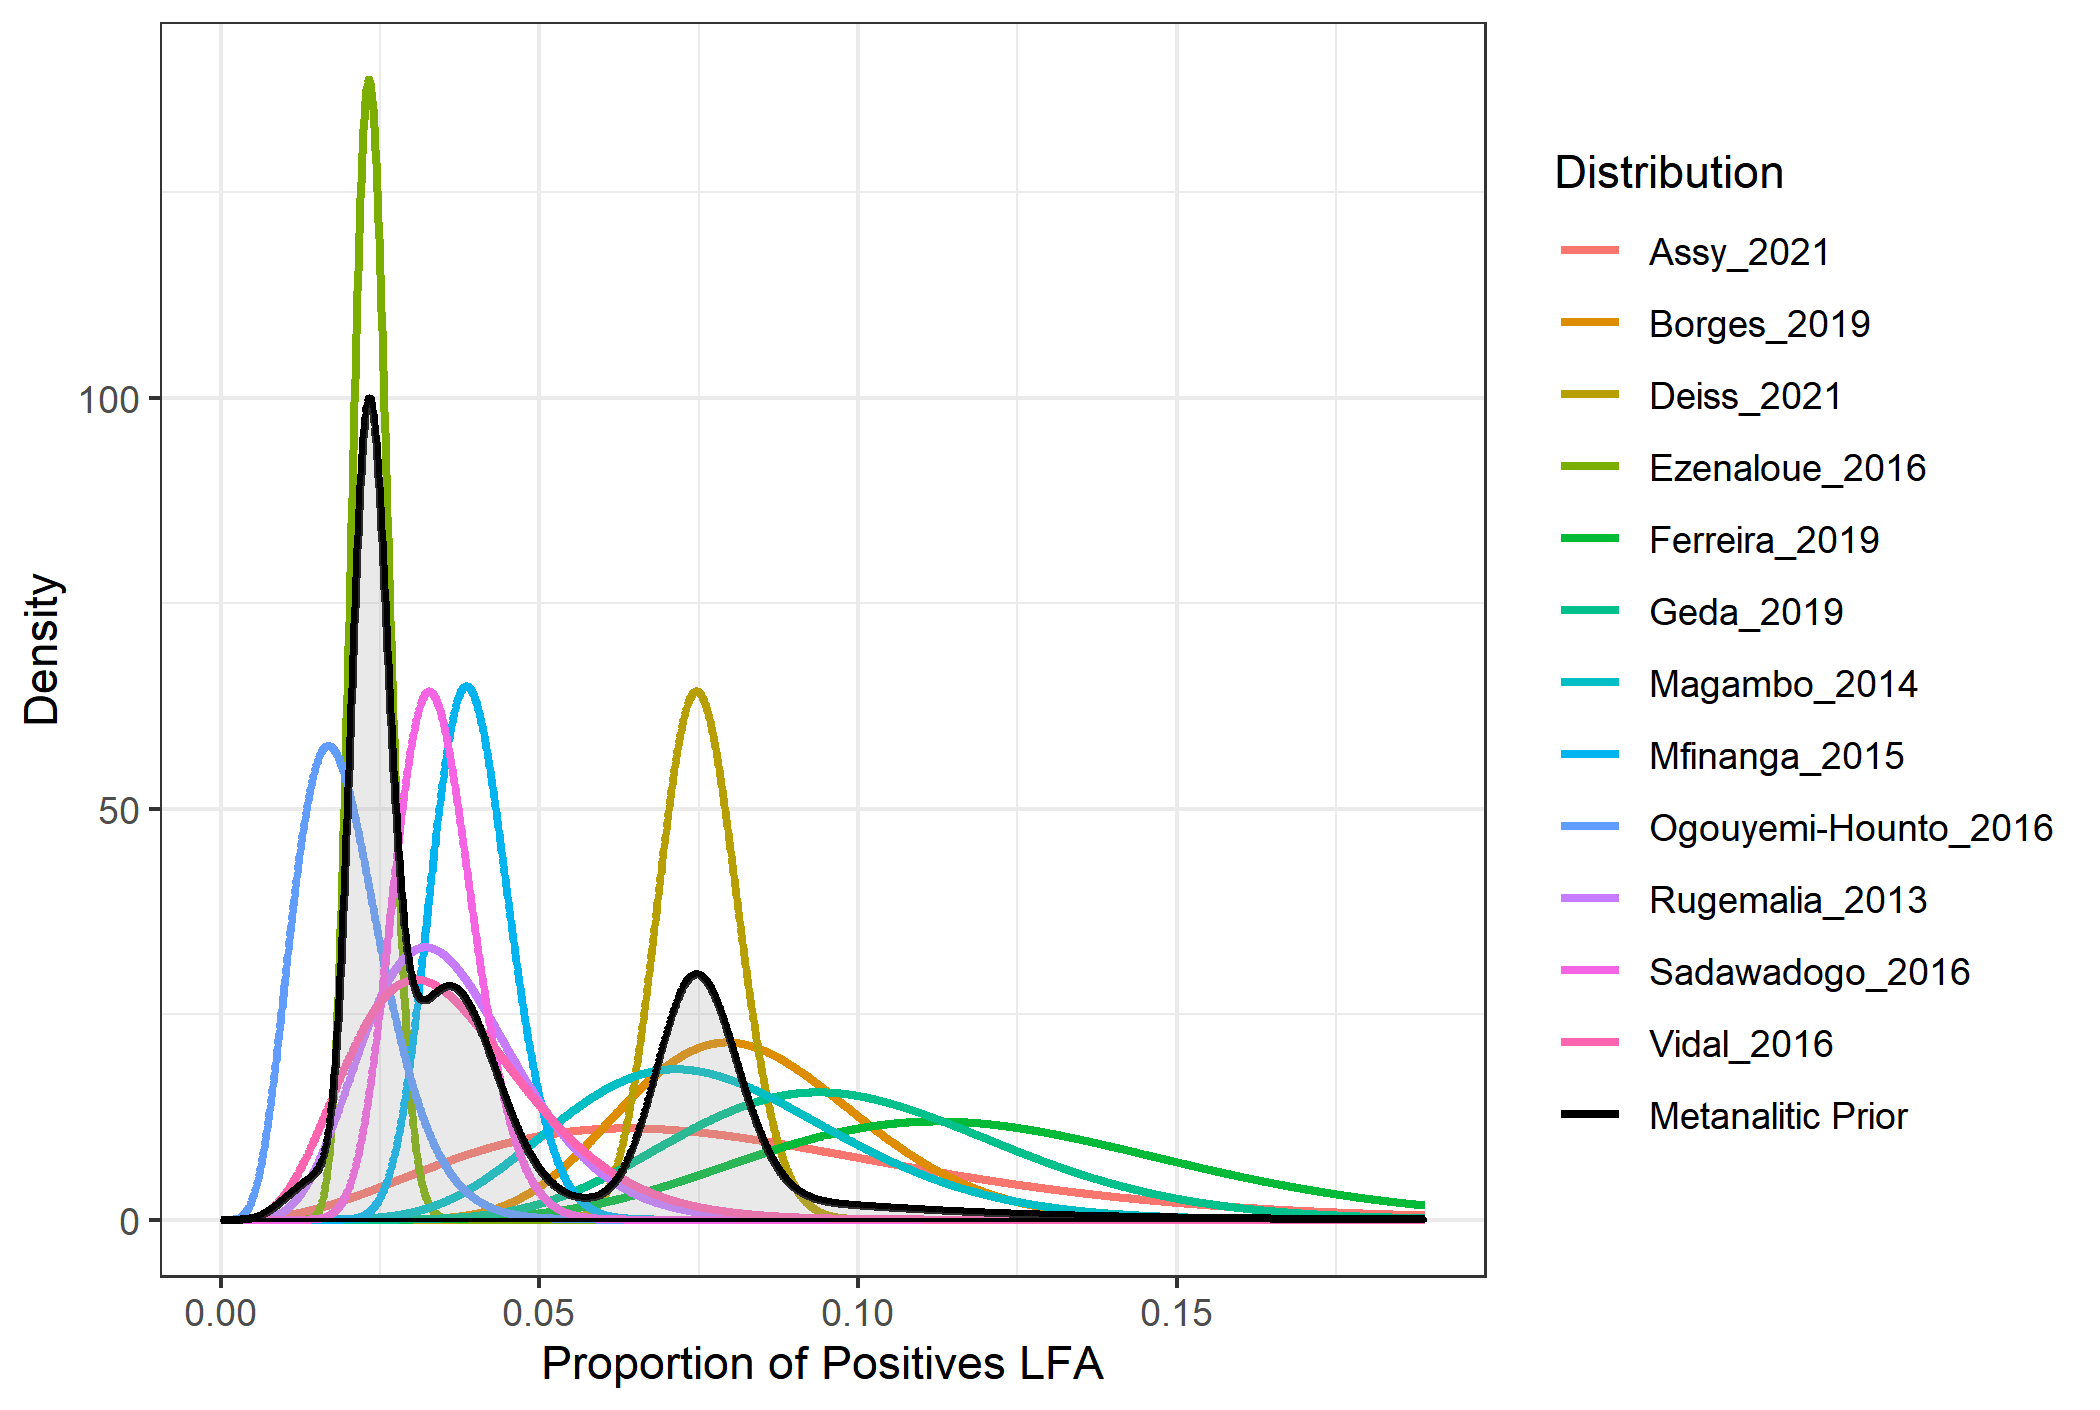 Density
100
50
0
0.00
0.05
0.10
0.15
Proportion of Positives LFA
Distribution
Assy_2021
Borges_2019
Deiss_2021
Ezenaloue_2016
Ferreira_2019
Geda_2019
Magambo_2014
Mfinanga_2015
Ogouyemi-Hounto_2016
Rugemalia_2013
Sadawadogo_2016
Vidal_2016
Metanalitic Prior